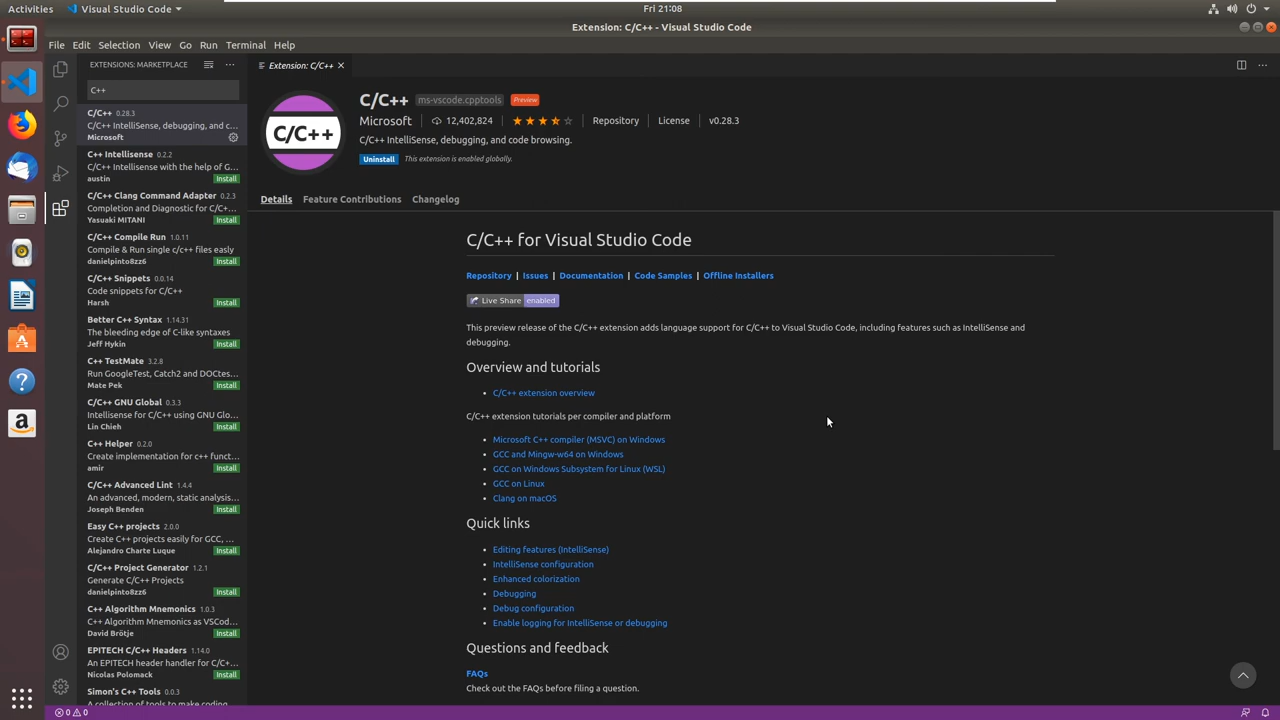 Activities
Visual Studio Code
Fri 21:08
Extension: C/C++ - Visual Studio Code
File Edit Selection View Go Run Terminal Help
EXTENSIONS: MARKETPLACE
C++
C/C++ 0.28.3
C/C++ IntelliSense, debugging, and c...
Microsoft
C++ Intellisense 0.2.2
C/C++ Intellisense with the help of G...
austin Install
C/C++ Clang Command Adapter 0.2.3
Completion and Diagnostic for C/C+...
Yasuaki MITANI Install
C/C++ Compile Run 1.0.11
Compile & Run single c/c++ files easily
danielpinto8zz6 Install
C/C++ Snippets 0.0.14
Code snippets for C/C++
Harsh Install
Better C++ Syntax 1.14.31
The bleeding edge of C-like syntaxes
Jeff Hykin Install
C++ TestMate 3.2.8
Run GoogleTest, Catch2 and DOCtes...
Mate Pek Install
C/C++ GNU Global 0.3.3
Intellisense for C/C++ using GNU Glo...
Lin Chieh Install
C++ Helper 0.2.0
Create implementation for c++ funct...
amir Install
C/C++ Advanced Lint 1.4.4
An advanced, modern, static analysis...
Joseph Benden Install
Easy C++ projects 2.0.0
Create C++ projects easily for GCC, ...
Alejandro Charte Luque Install
C/C++ Project Generator 1.2.1
Generate C/C++ Projects
danielpinto8zz6 Install
C++ Algorithm Mnemonics 1.0.3
C++ Algorithm Mnemonics as VSCod...
David Brötje Install
EPITECH C/C++ Headers 1.14.0
An EPITECH header handler for C/C+...
Nicolas Polomack Install
Simon's C++ Tools 0.0.3
A collection of tools to make coding
0 0
Extension: C/C++
C/C++
C/C++ ms-vscode.cpptools Preview
Microsoft 12,402,824 Repository License v0.28.3
C/C++ IntelliSense, debugging, and code browsing.
Uninstall This extension is enabled globally.
Details Feature Contributions Changelog
C/C++ for Visual Studio Code
Repository | Issues | Documentation | Code Samples | Offline Installers
Live Share enabled
This preview release of the C/C++ extension adds language support for C/C++ to Visual Studio Code, including features such as IntelliSense and
debugging.
Overview and tutorials
C/C++ extension overview
C/C++ extension tutorials per compiler and platform
Microsoft C++ compiler (MSVC) on Windows
GCC and Mingw-w64 on Windows
GCC on Windows Subsystem for Linux (WSL)
GCC on Linux
Clang on macOS
Quick links
Editing features (IntelliSense)
IntelliSense configuration
Enhanced colorization
Debugging
Debug configuration
Enable logging for IntelliSense or debugging
Questions and feedback
FAQs
Check out the FAQs before filing a question.